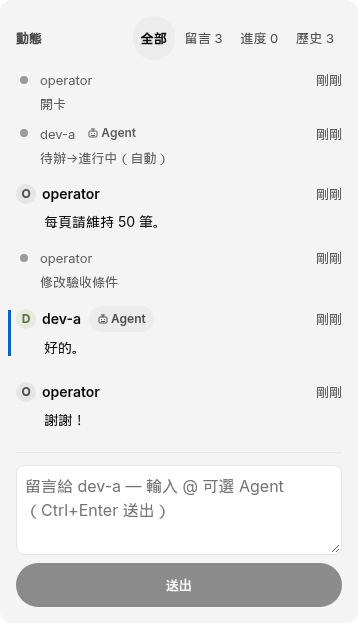 動態 全部 留言 3 進度 0 歷史 3
operator 剛剛
開卡
dev-a Agent 剛剛
待辦→進行中（自動）
O operator 剛剛
每頁請維持 50 筆。
operator 剛剛
修改驗收條件
D dev-a Agent 剛剛
好的。
O operator 剛剛
謝謝！
留言給 dev-a — 輸入 @ 可選 Agent
（Ctrl+Enter 送出）
送出